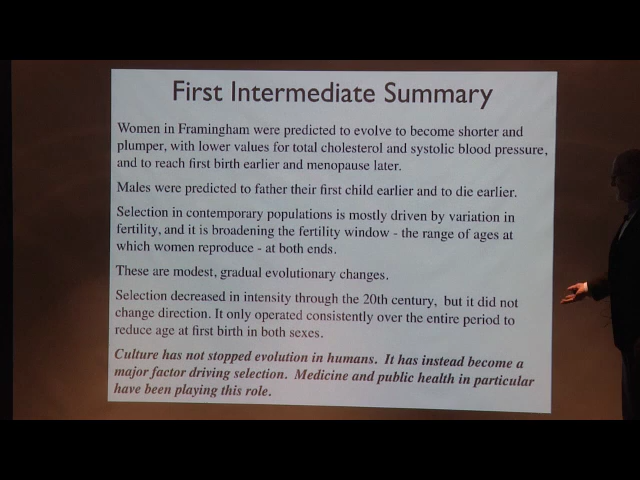 First Intermediate Summary
Women in Framingham were predicted to evolve to become shorter and
plumper, with lower values for total cholesterol and systolic blood pressure,
and to reach first birth earlier and menopause later.
Males were predicted to father their first child earlier and to die earlier.
Selection in contemporary populations is mostly driven by variation in
fertility, and it is broadening the fertility window - the range of ages at
which women reproduce - at both ends.
These are modest, gradual evolutionary changes.
Selection decreased in intensity through the 20th century, but it did not
change direction. It only operated consistently over the entire period to
reduce age at first birth in both sexes.
Culture has not stopped evolution in humans. It has instead become a
major factor driving selection. Medicine and public health in particular
have been playing this role.